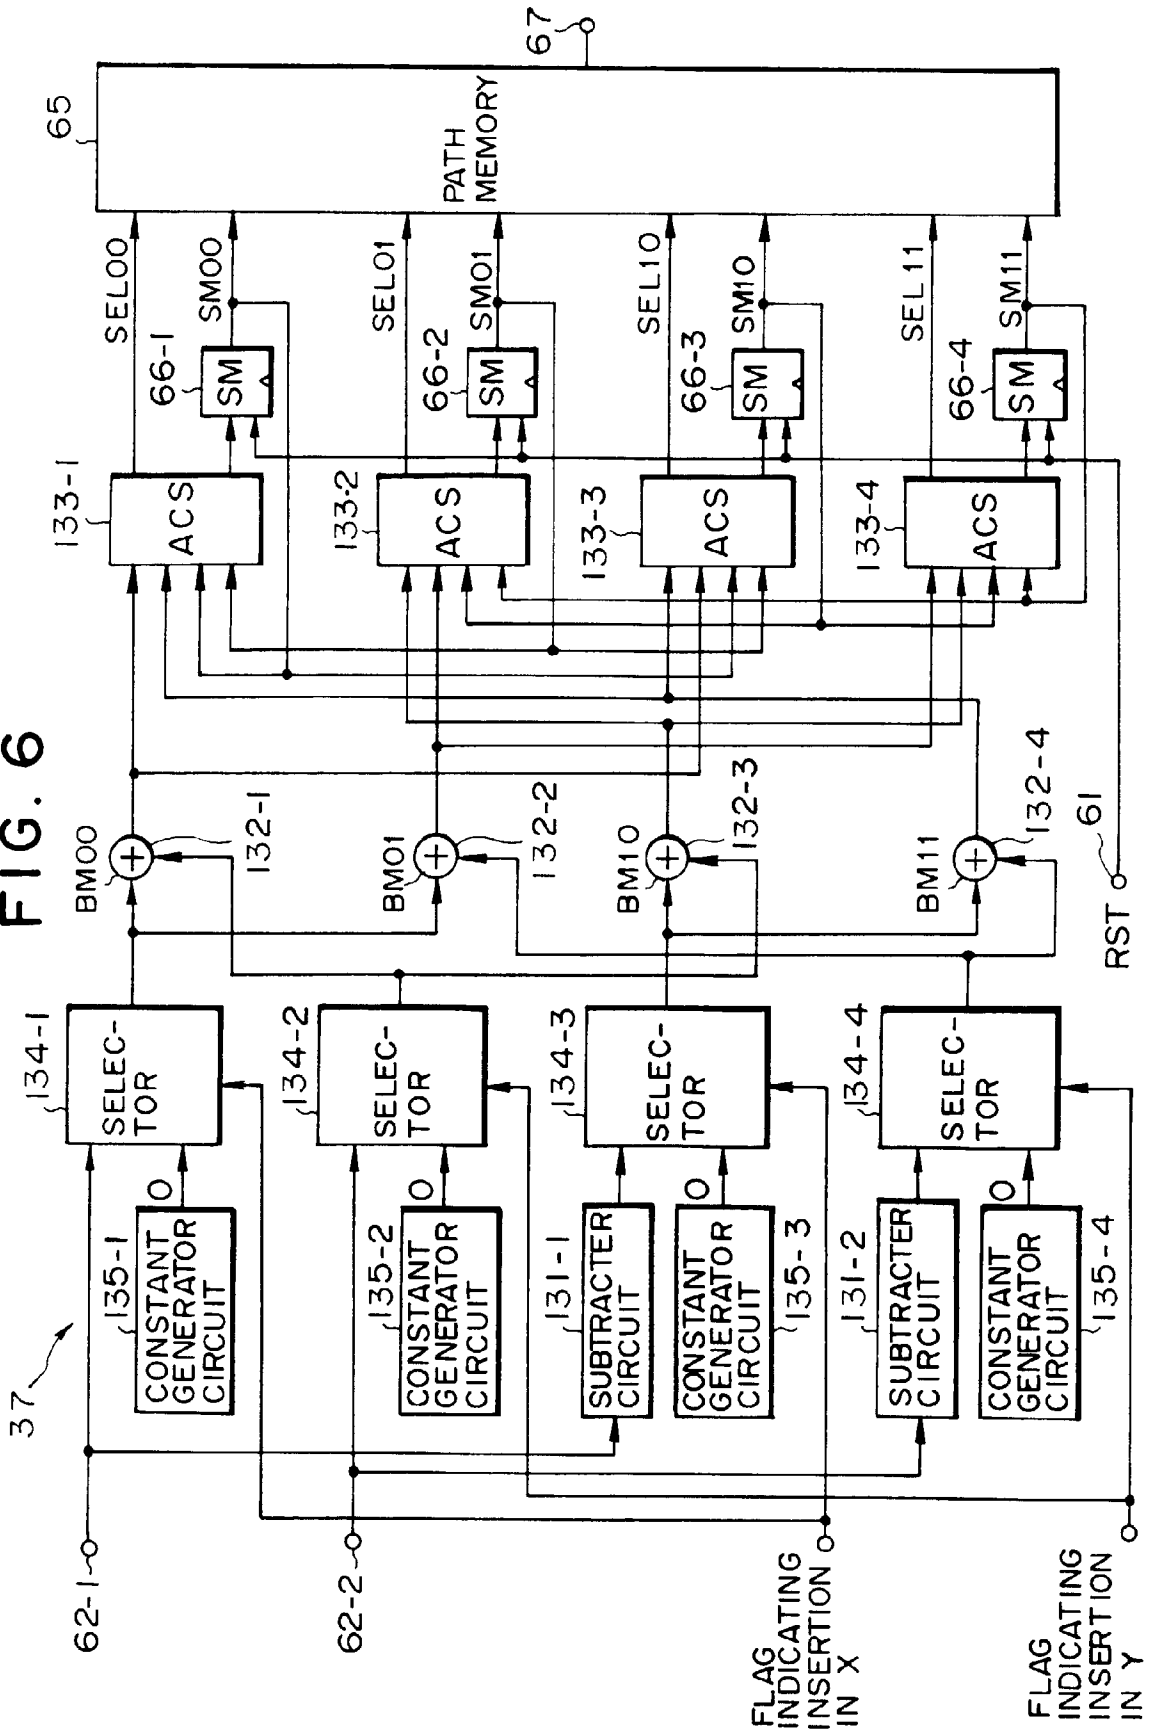 FIG. 6
37
62-1
62-2
FLAG
INDICATING
INSERTION
IN X
FLAG
INDICATING
INSERTION
IN Y
135-1
CONSTANT
GENERATOR
CIRCUIT
0
135-2
CONSTANT
GENERATOR
CIRCUIT
0
131-1
SUBTRACTER
CIRCUIT
CONSTANT
GENERATOR
CIRCUIT
0
135-3
131-2
SUBTRACTER
CIRCUIT
CONSTANT
GENERATOR
CIRCUIT
0
135-4
134-1
SELEC-
TOR
134-2
SELEC-
TOR
134-3
SELEC-
TOR
134-4
SELEC-
TOR
RST
61
BM00
+
132-1
BM01
+
132-2
BM10
+
132-3
BM11
+
132-4
133-1
ACS
133-2
ACS
133-3
ACS
133-4
ACS
66-1
SM
66-2
SM
66-3
SM
66-4
SM
SEL00
SM00
SEL01
SM01
SEL10
SM10
SEL11
SM11
65
PATH
MEMORY
67